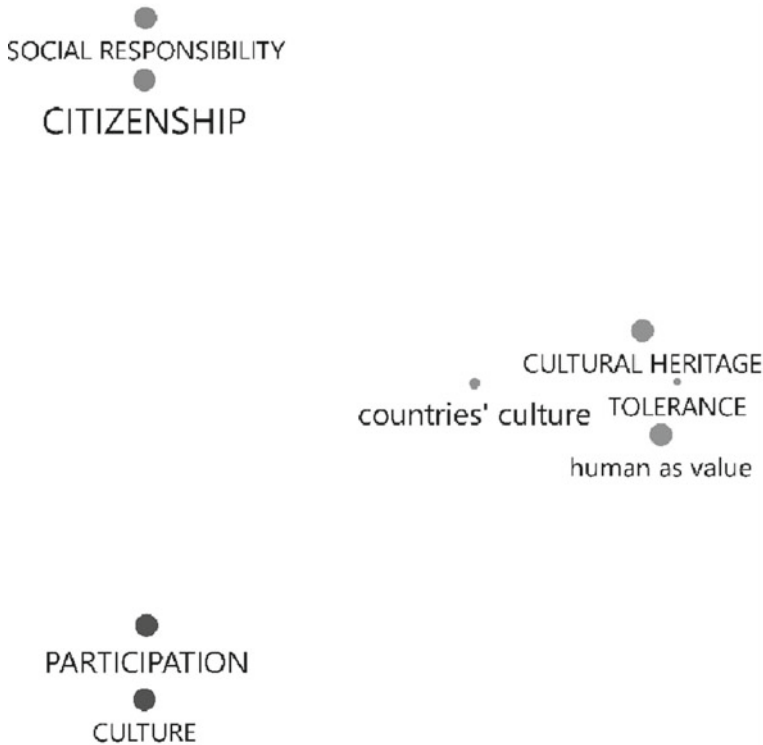 SOCIAL RESPONSIBILITY
CITIZENSHIP
CULTURAL HERITAGE
countries' culture
TOLERANCE
human as value
PARTICIPATION
CULTURE